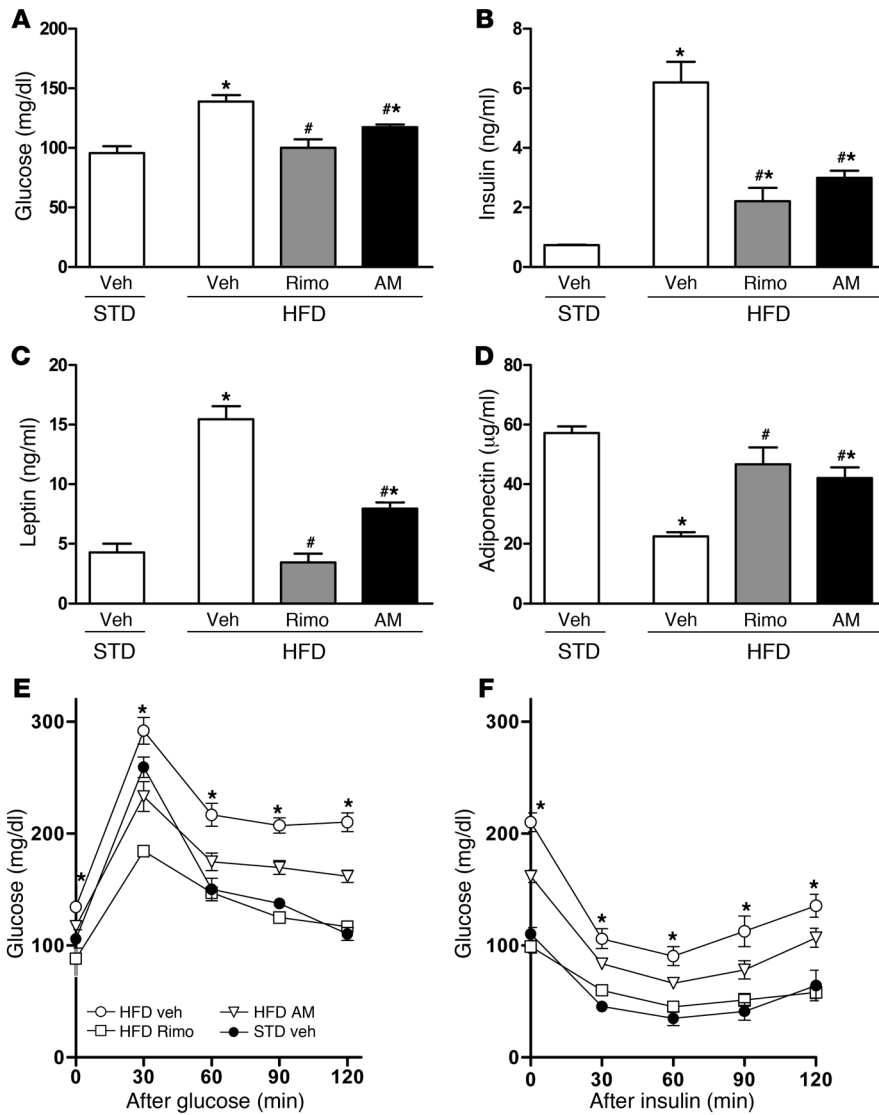 A
Glucose (mg/dl)
200
150
100
50
0
*
#
#*
Veh Veh Rimo AM
STD HFD
B
Insulin (ng/ml)
8
6
4
2
0
*
#*
#*
Veh Veh Rimo AM
STD HFD
C
Leptin (ng/ml)
20
15
10
5
0
*
#
#*
Veh Veh Rimo AM
STD HFD
D
Adiponectin (µg/ml)
80
60
40
20
0
*
#
#*
Veh Veh Rimo AM
STD HFD
E
Glucose (mg/dl)
300
200
100
0
* * * * *
HFD veh HFD AM
HFD Rimo STD veh
0 30 60 90 120
After glucose (min)
F
Glucose (mg/dl)
300
200
100
0
* * * * *
0 30 60 90 120
After insulin (min)